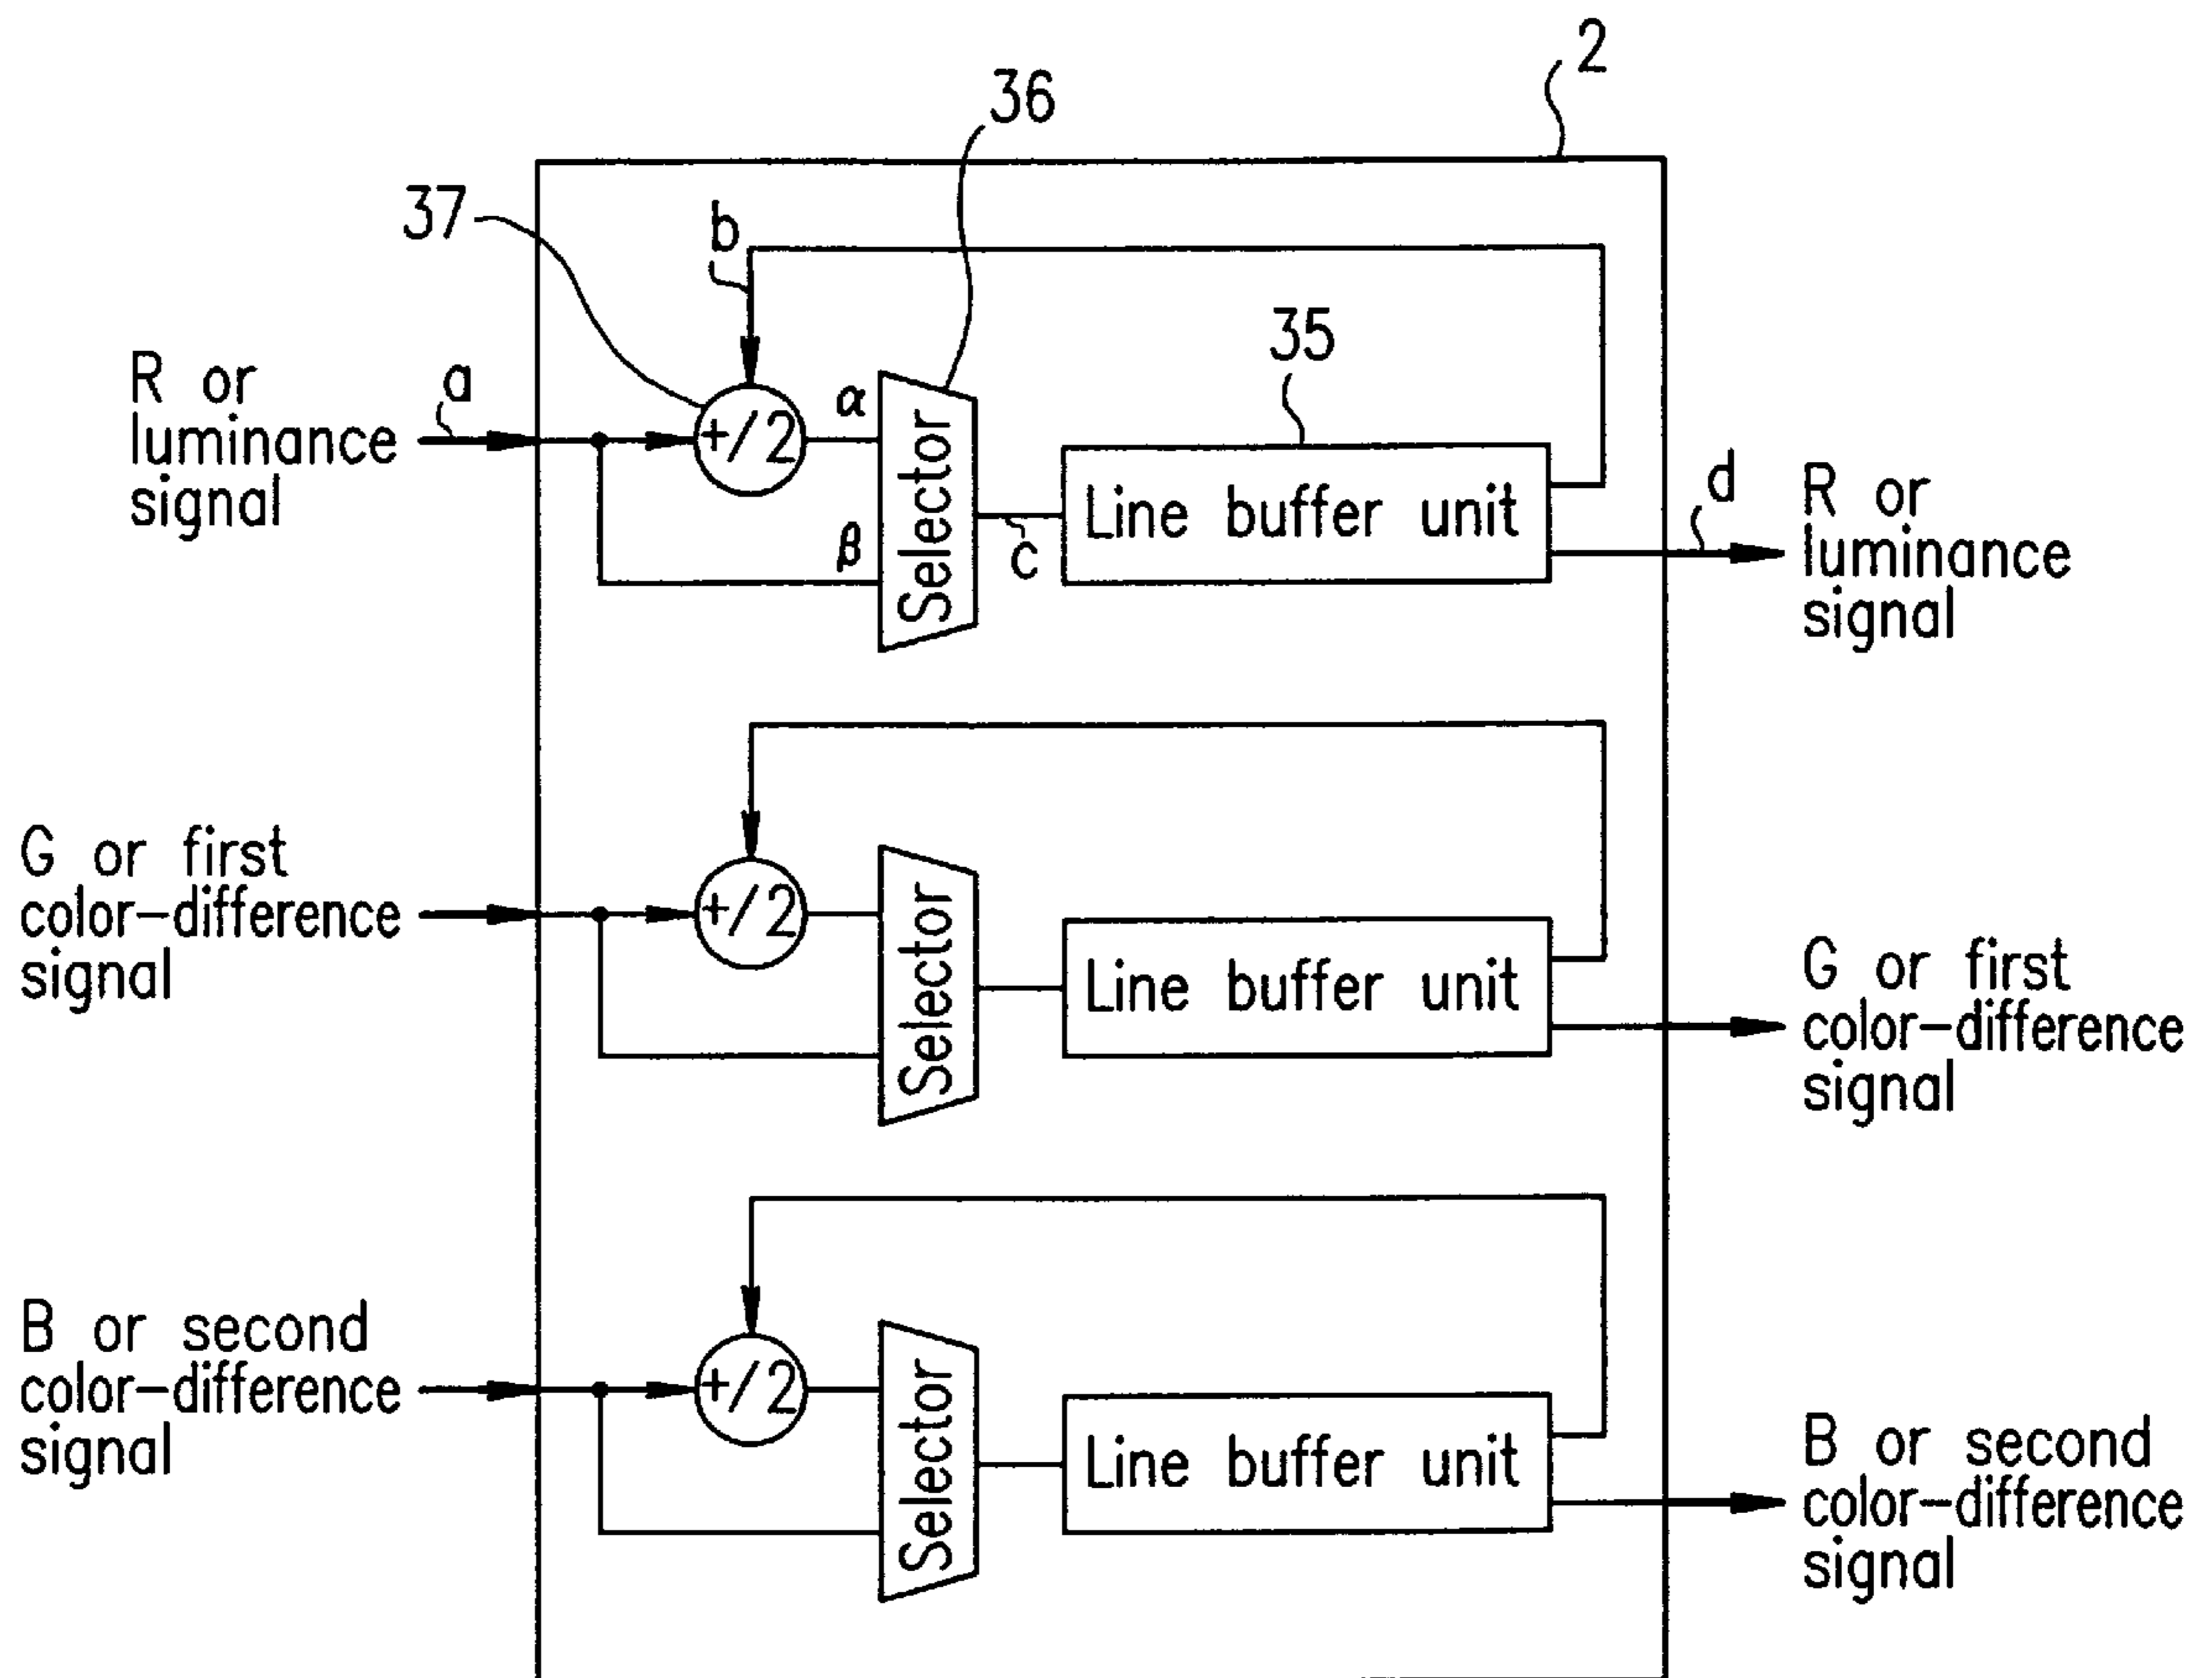 2
36
37
b
35
R or
luminance
signal
a
+/2
α
β
Selector
c
Line buffer unit
d
R or
luminance
signal
G or first
color-difference
signal
+/2
Selector
Line buffer unit
G or first
color-difference
signal
B or second
color-difference
signal
+/2
Selector
Line buffer unit
B or second
color-difference
signal